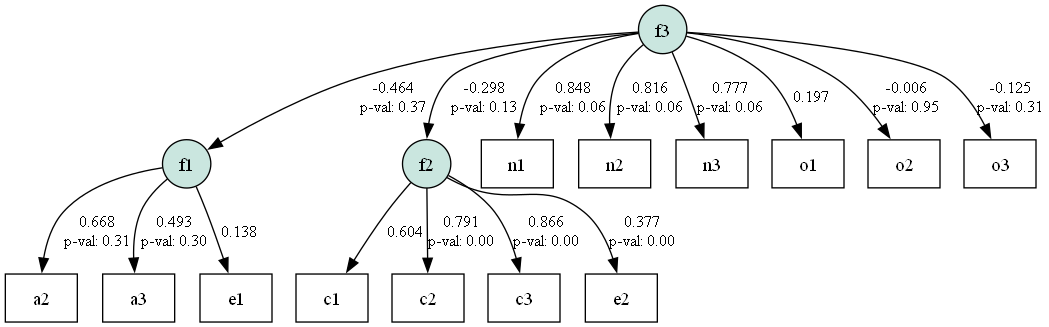 f3
-0.464
p-val: 0.37
-0.298
p-val: 0.13
0.848
p-val: 0.06
0.816
p-val: 0.06
0.777
p-val: 0.06
0.197
-0.006
p-val: 0.95
-0.125
p-val: 0.31
f1
f2
n1
n2
n3
o1
o2
o3
0.668
p-val: 0.31
0.493
p-val: 0.30
0.138
0.604
0.791
p-val: 0.00
0.866
p-val: 0.00
0.377
p-val: 0.00
a2
a3
e1
c1
c2
c3
e2